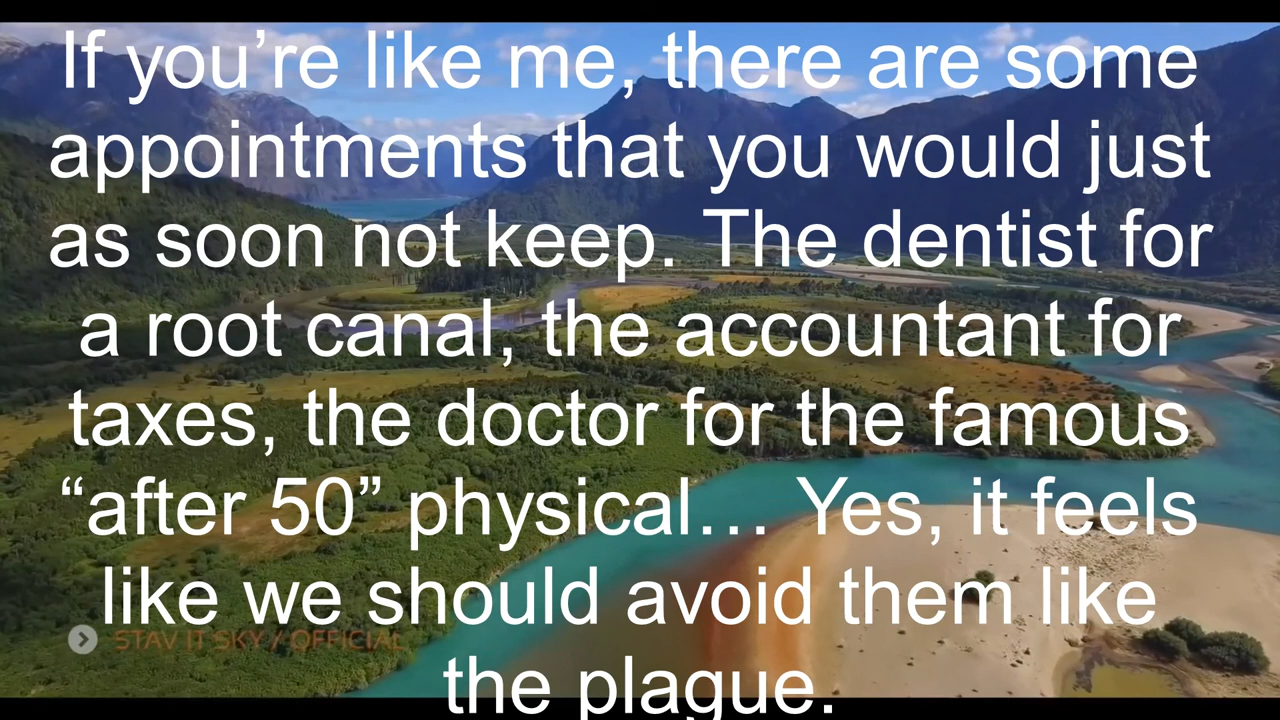 If you’re like me, there are some
appointments that you would just
as soon not keep. The dentist for
a root canal, the accountant for
taxes, the doctor for the famous
“after 50” physical… Yes, it feels
like we should avoid them like
STAV IT SKY / OFFICIAL
the plague.